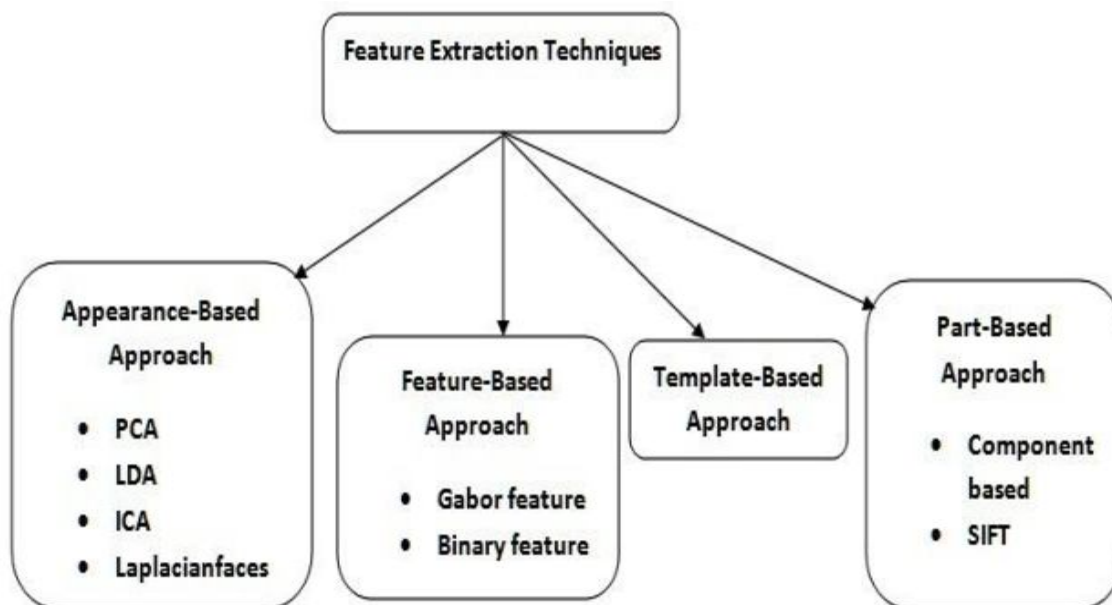 Feature Extraction Techniques
Appearance-Based
Approach
• PCA
• LDA
• ICA
• Laplacianfaces
Feature-Based
Approach
• Gabor feature
• Binary feature
Template-Based
Approach
Part-Based
Approach
• Component
based
• SIFT